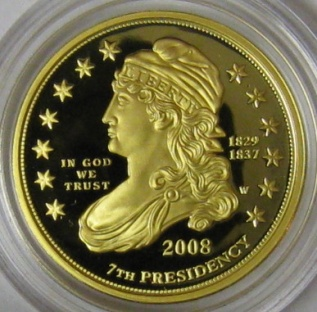 LIBERTY
IN GOD
WE
TRUST
1829
1837
W
2008
7TH PRESIDENCY